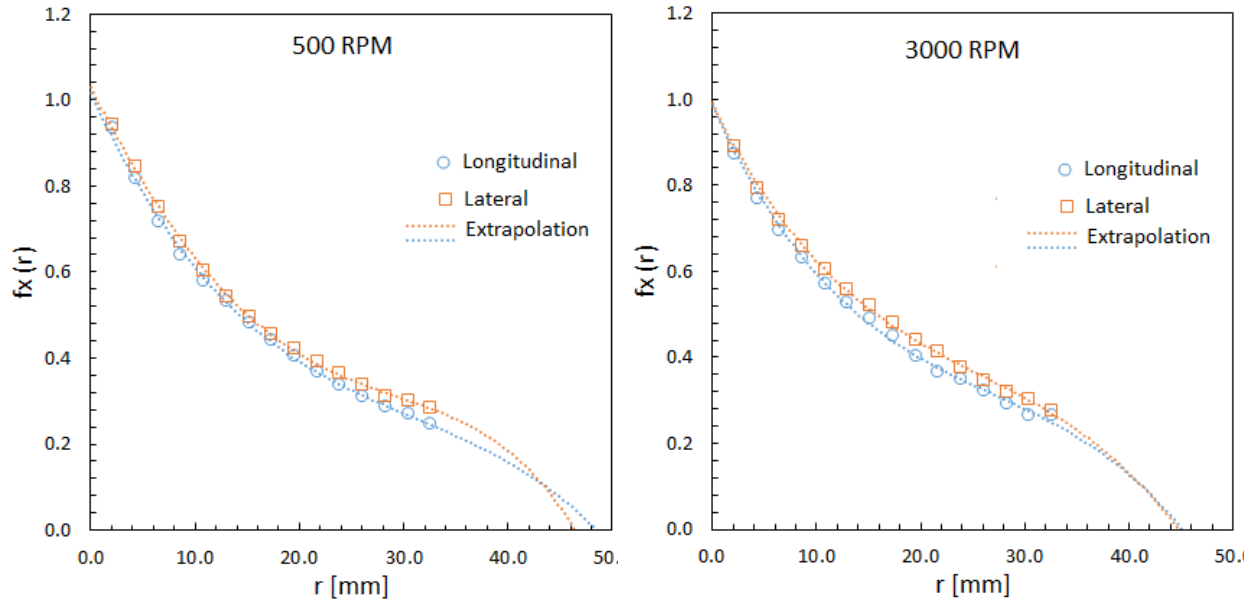 500 RPM
1.2
1.0
0.8
0.6
0.4
0.2
0.0
fx (r)
Longitudinal
Lateral
Extrapolation
0.0 10.0 20.0 30.0 40.0 50.
r [mm]
3000 RPM
1.2
1.0
0.8
0.6
0.4
0.2
0.0
fx (r)
Longitudinal
Lateral
Extrapolation
0.0 10.0 20.0 30.0 40.0 50.0
r [mm]